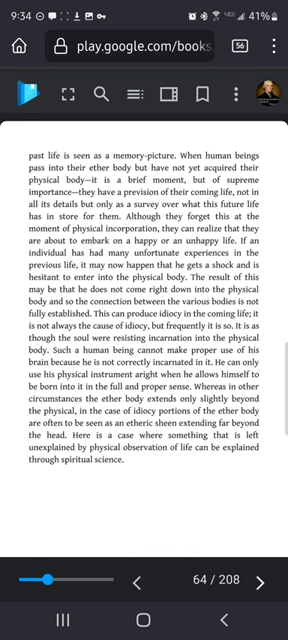 9:34
41%
play.google.com/books
56
past life is seen as a memory-picture. When human beings
pass into their ether body but have not yet acquired their
physical body—it is a brief moment, but of supreme
importance—they have a prevision of their coming life, not in
all its details but only as a survey over what this future life
has in store for them. Although they forget this at the
moment of physical incorporation, they can realize that they
are about to embark on a happy or an unhappy life. If an
individual has had many unfortunate experiences in the
previous life, it may now happen that he gets a shock and is
hesitant to enter into the physical body. The result of this
may be that he does not come right down into the physical
body and so the connection between the various bodies is not
fully established. This can produce idiocy in the coming life; it
is not always the cause of idiocy, but frequently it is so. It is as
though the soul were resisting incarnation into the physical
body. Such a human being cannot make proper use of his
brain because he is not correctly incarnated in it. He can only
use his physical instrument aright when he allows himself to
be born into it in the full and proper sense. Whereas in other
circumstances the ether body extends only slightly beyond
the physical, in the case of idiocy portions of the ether body
are often to be seen as an etheric sheen extending far beyond
the head. Here is a case where something that is left
unexplained by physical observation of life can be explained
through spiritual science.
64 / 208